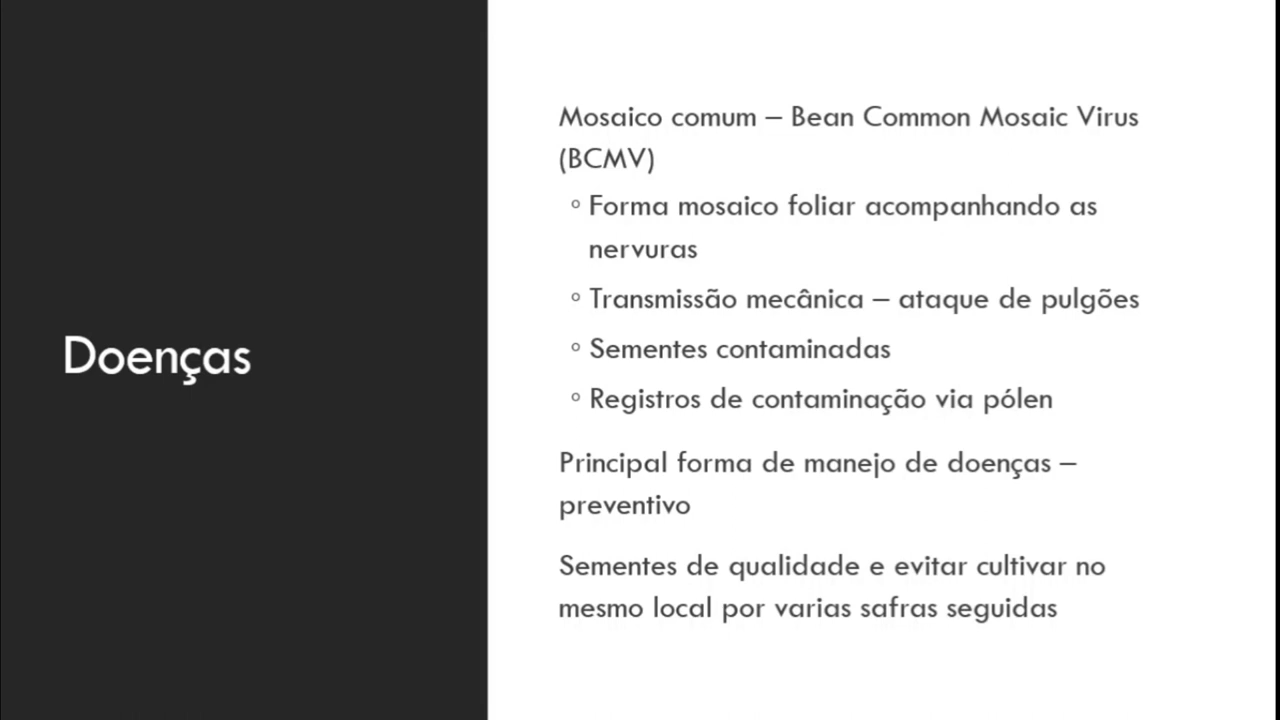 Doenças
Mosaico comum – Bean Common Mosaic Virus
(BCMV)
◦ Forma mosaico foliar acompanhando as
nervuras
◦ Transmissão mecânica – ataque de pulgões
◦ Sementes contaminadas
◦ Registros de contaminação via pólen
Principal forma de manejo de doenças –
preventivo
Sementes de qualidade e evitar cultivar no
mesmo local por varias safras seguidas